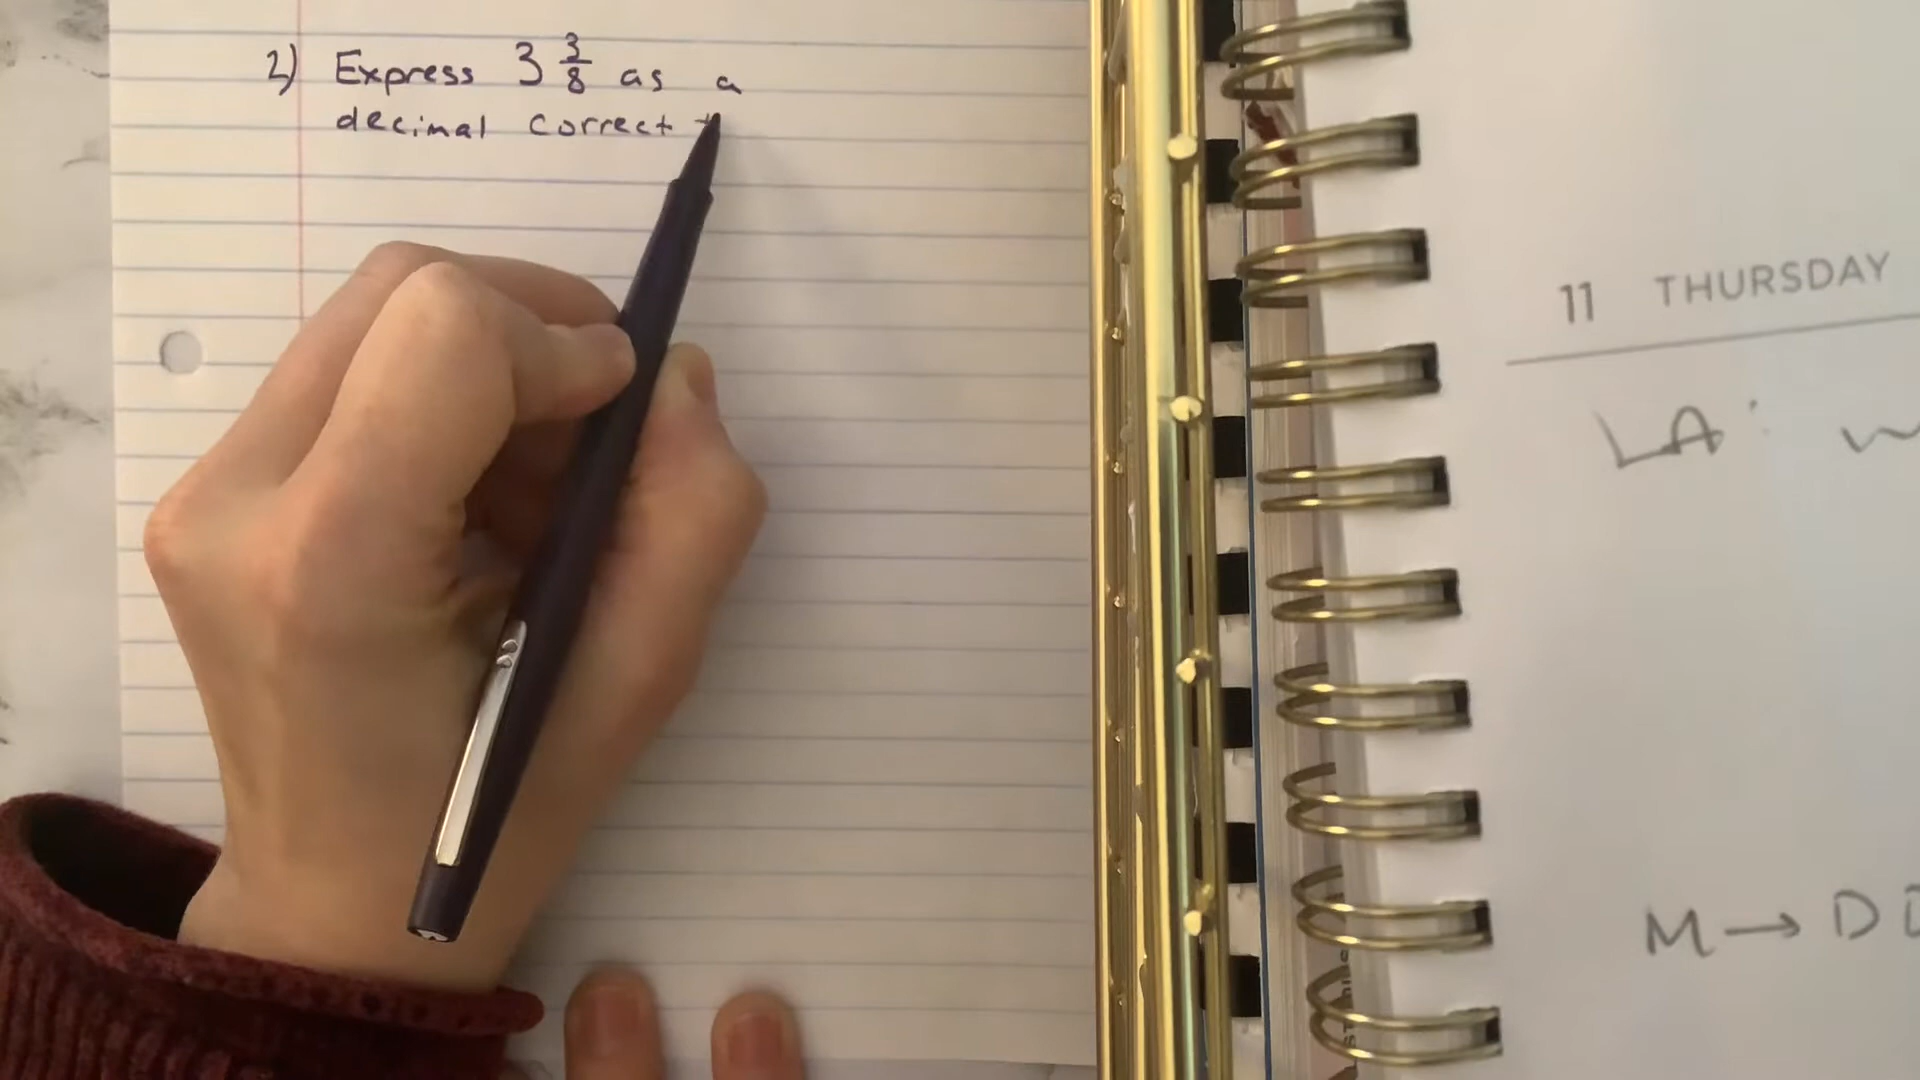 2) Express 3 3/8 as a
decimal correct
11 THURSDAY
LA:
M → D